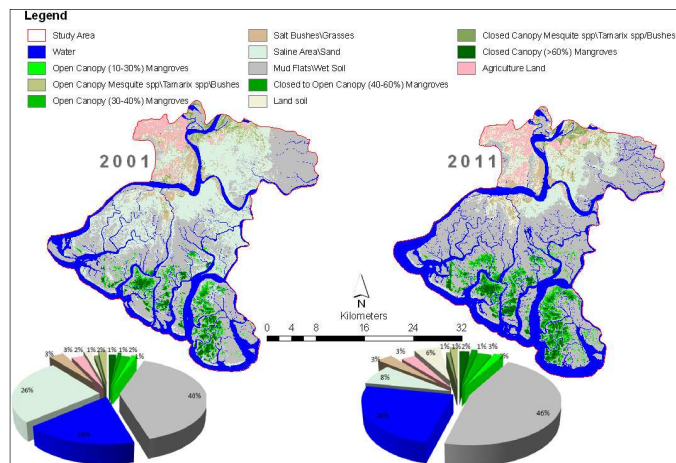 Legend
Study Area
Water
Open Canopy (10-30%) Mangroves
Open Canopy Mesquite spp\Tamarix spp/Bushes
Open Canopy (30-40%) Mangroves
Salt Bushes\Grasses
Saline Area\Sand
Mud Flats\Wet Soil
Closed to Open Canopy (40-60%) Mangroves
Land soil
Closed Canopy Mesquite spp\Tamarix spp/Bushes
Closed Canopy (>60%) Mangroves
Agriculture Land
2001
2011
N
Kilometers
0 4 8 16 24 32
3% 3% 2% 1% 2% 1% 1% 2% 1%
26%
40%
3% 3% 6% 1% 1% 2% 1% 3%
8%
46%